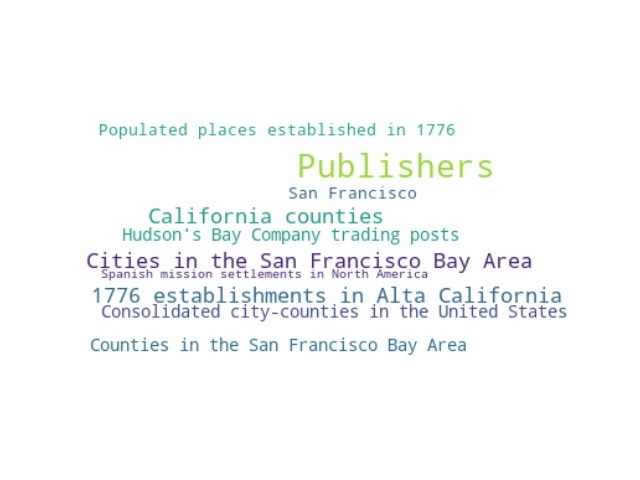 Populated places established in 1776
Publishers
San Francisco
California counties
Hudson's Bay Company trading posts
Cities in the San Francisco Bay Area
Spanish mission settlements in North America
1776 establishments in Alta California
Consolidated city-counties in the United States
Counties in the San Francisco Bay Area